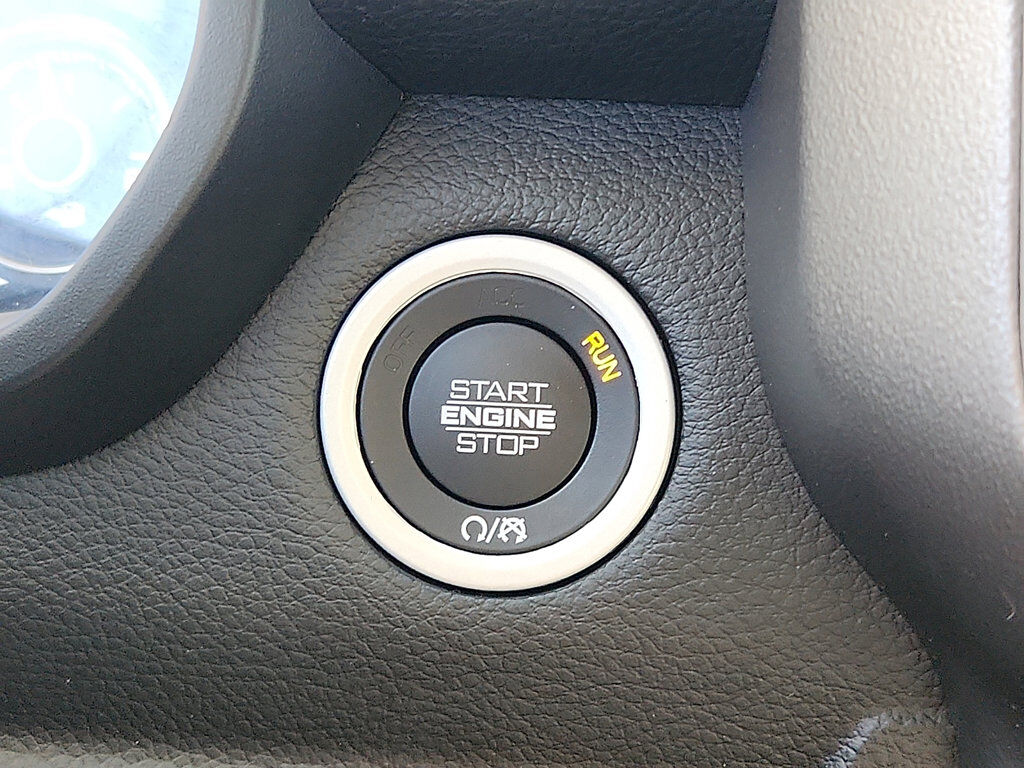 ACC
OFF
RUN
START
ENGINE
STOP